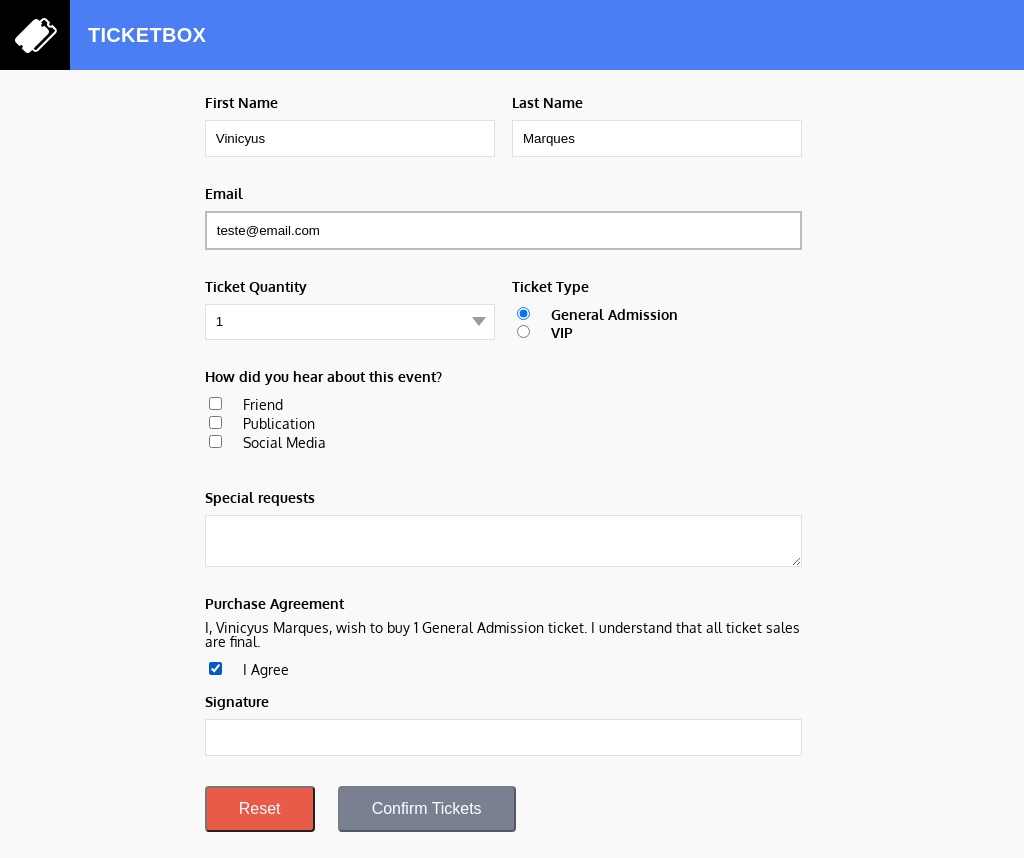 TICKETBOX
First Name
Last Name
Vinicyus
Marques
Email
teste@email.com
Ticket Quantity
Ticket Type
1
General Admission
VIP
How did you hear about this event?
Friend
Publication
Social Media
Special requests
Purchase Agreement
I, Vinicyus Marques, wish to buy 1 General Admission ticket. I understand that all ticket sales
are final.
I Agree
Signature
Reset
Confirm Tickets